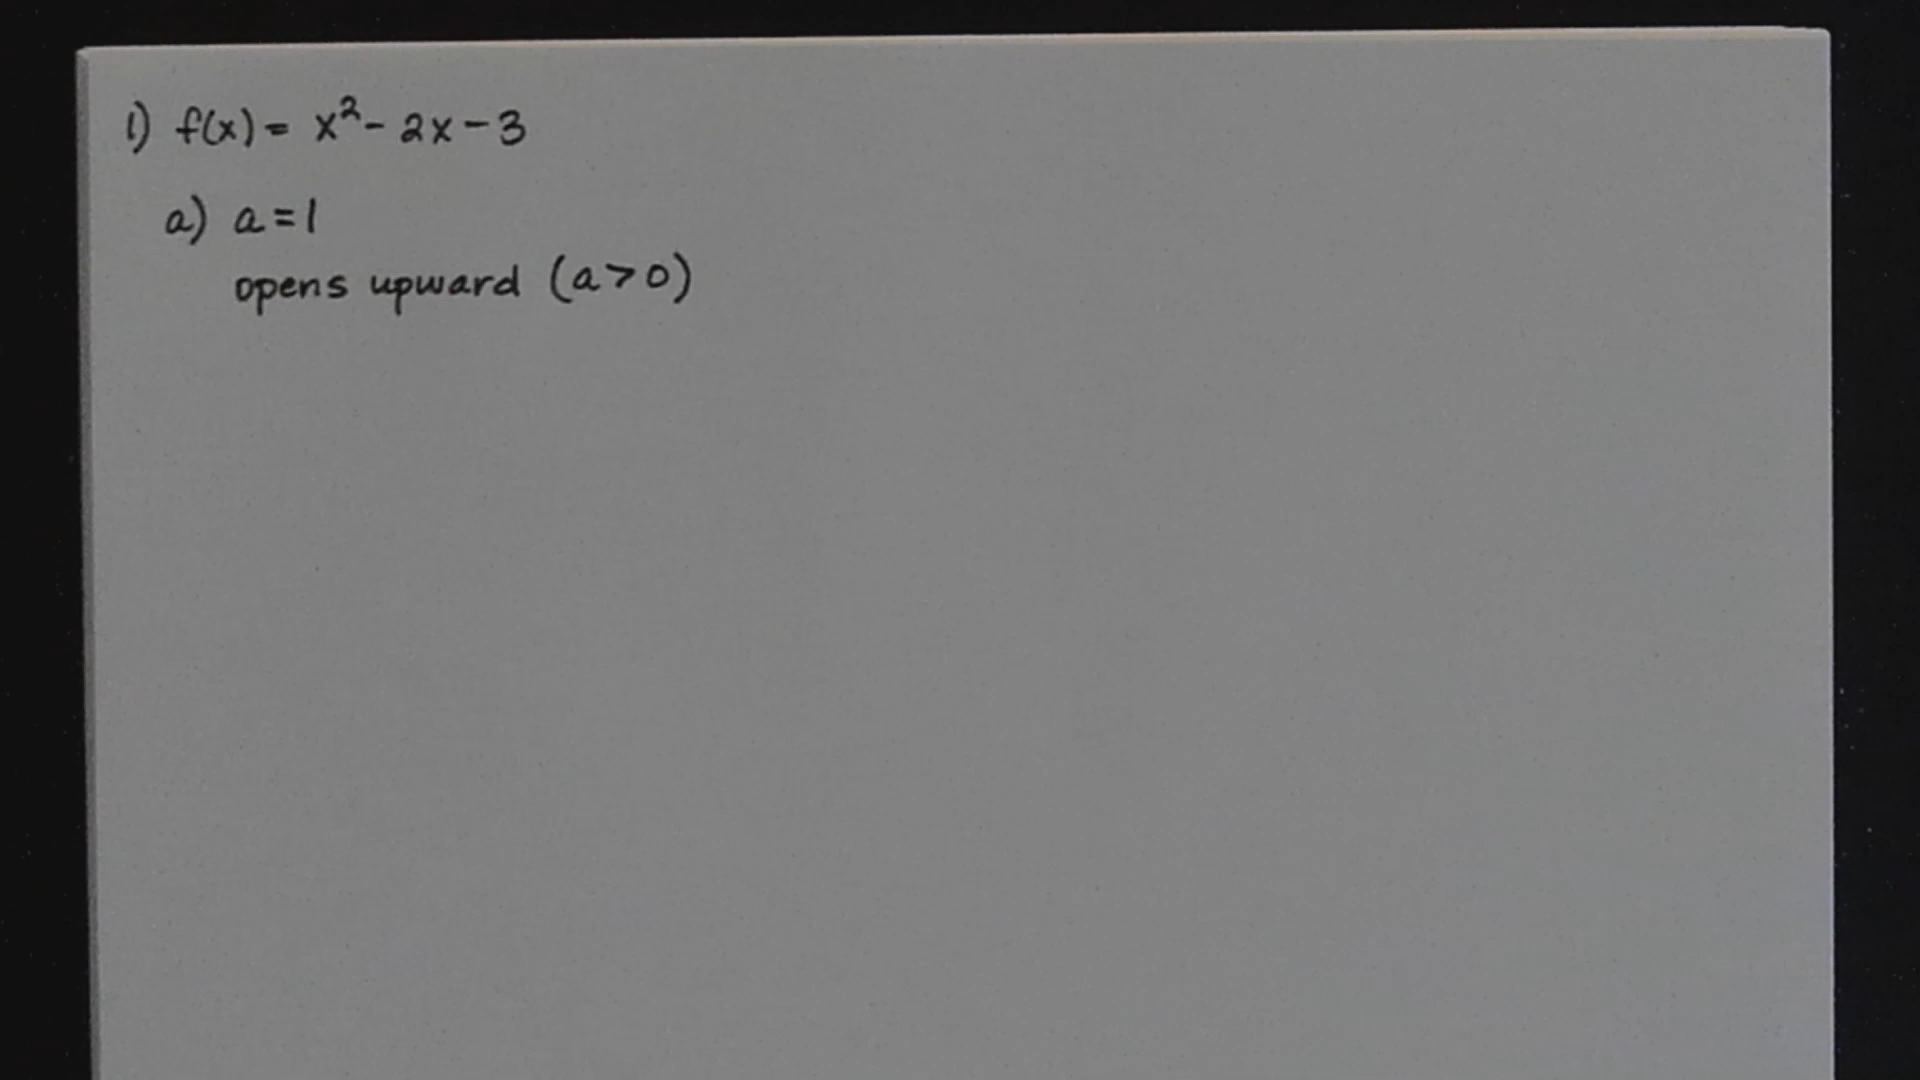 1) f(x) = x² - 2x - 3
a) a = 1
opens upward (a > 0)